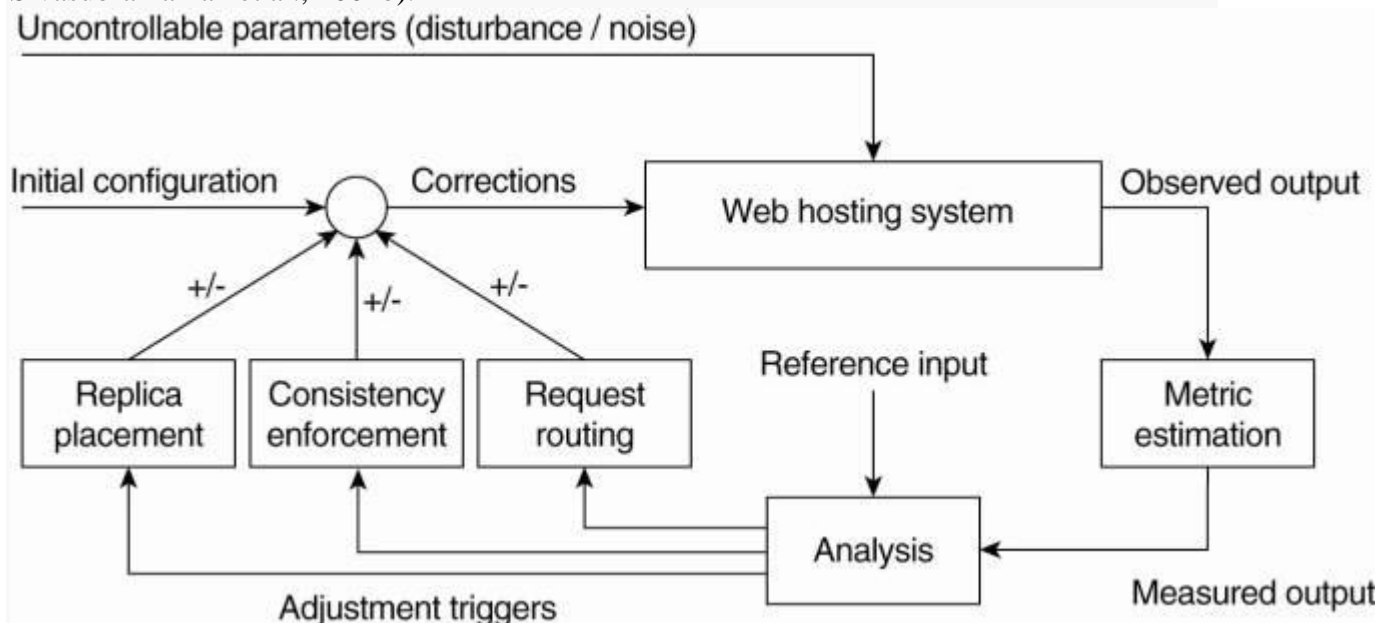 Uncontrollable parameters (disturbance / noise)
Initial configuration
Corrections
Web hosting system
Observed output
+/-
+/-
+/-
Reference input
Replica
placement
Consistency
enforcement
Request
routing
Metric
estimation
Analysis
Adjustment triggers
Measured output